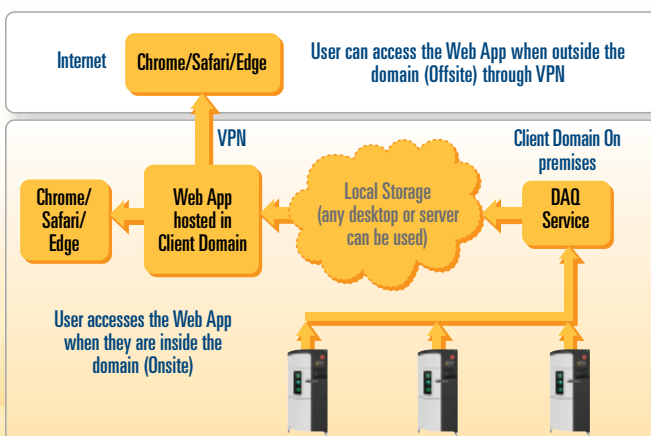 Internet
Chrome/Safari/Edge
User can access the Web App when outside the
domain (Offsite) through VPN
VPN
Client Domain On
premises
Chrome/
Safari/
Edge
Web App
hosted in
Client Domain
Local Storage
(any desktop or server
can be used)
DAQ
Service
User accesses the Web App
when they are inside the
domain (Onsite)